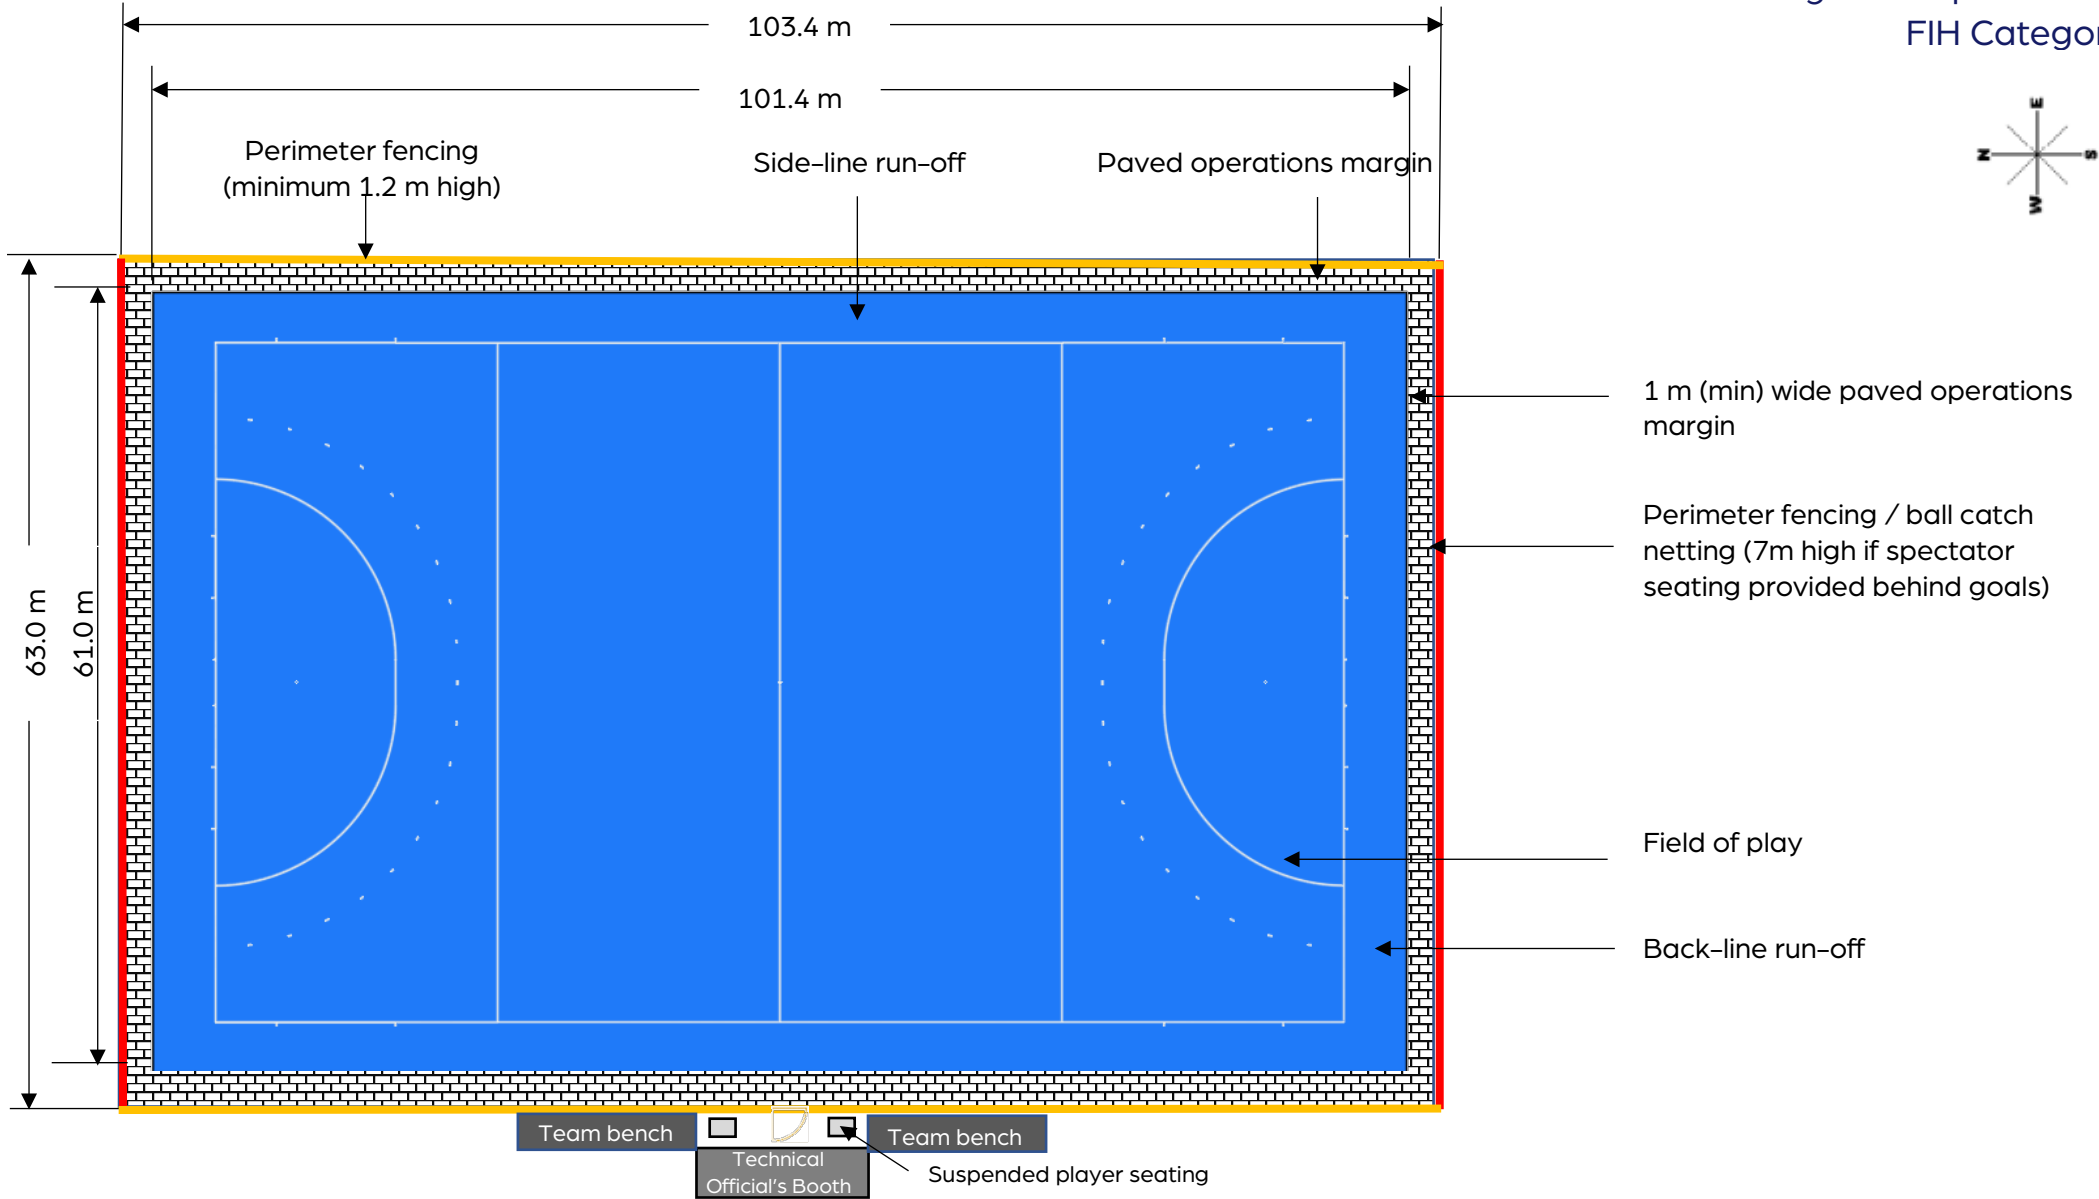 FIH
103.4 m
101.4 m
E
N
S
W
Perimeter fencing
(minimum 1.2 m high)
Side-line run-off
Paved operations margin
1 m (min) wide paved operations
margin
Perimeter fencing / ball catch
netting (7m high if spectator
seating provided behind goals)
63.0 m
61.0 m
Field of play
Back-line run-off
Team bench
Team bench
Technical
Official's Booth
Suspended player seating